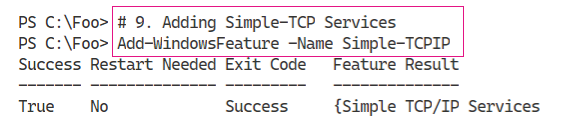 PS C:\Foo> # 9. Adding Simple-TCP Services
PS C:\Foo> Add-WindowsFeature -Name Simple-TCPIP
Success Restart Needed Exit Code   Feature Result
------- -------------- ---------   --------------
True    No             Success     {Simple TCP/IP Services